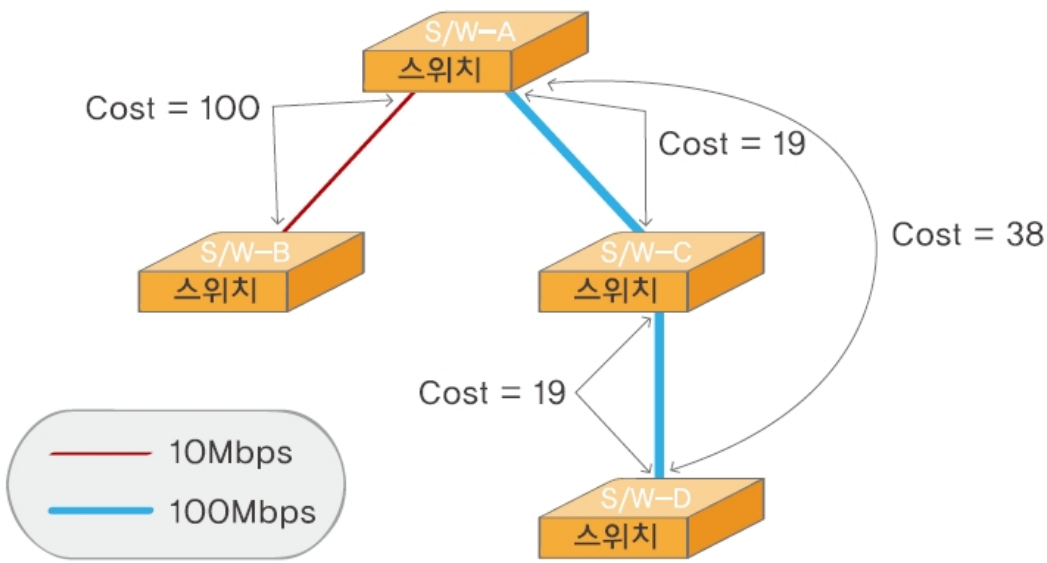 S/W-A
스위치
Cost = 100
Cost = 19
S/W-B
스위치
S/W-C
스위치
Cost = 38
Cost = 19
10Mbps
100Mbps
S/W-D
스위치